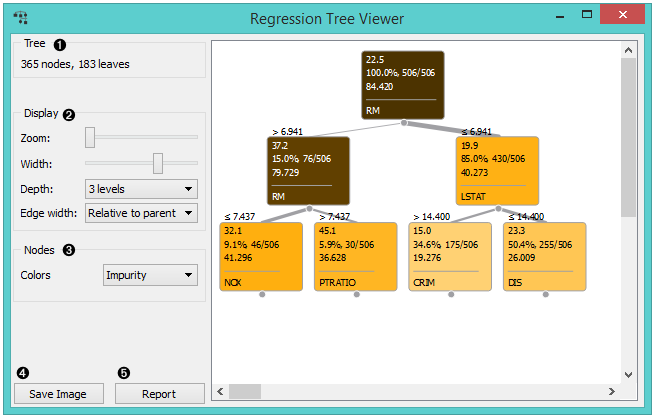 Regression Tree Viewer
Tree ❶
365 nodes, 183 leaves
Display ❷
Zoom:
Width:
Depth: 3 levels
Edge width: Relative to parent
Nodes ❸
Colors Impurity
❹ ❺
Save Image Report
22.5
100.0%, 506/506
84.420
RM
> 6.941
37.2
15.0% 76/506
79.729
RM
≤ 6.941
19.9
85.0% 430/506
40.273
LSTAT
≤ 7.437
32.1
9.1% 46/506
41.296
NOX
> 7.437
45.1
5.9% 30/506
36.628
PTRATIO
> 14.400
15.0
34.6% 175/506
19.276
CRIM
≤ 14.400
23.3
50.4%, 255/506
26.009
DIS